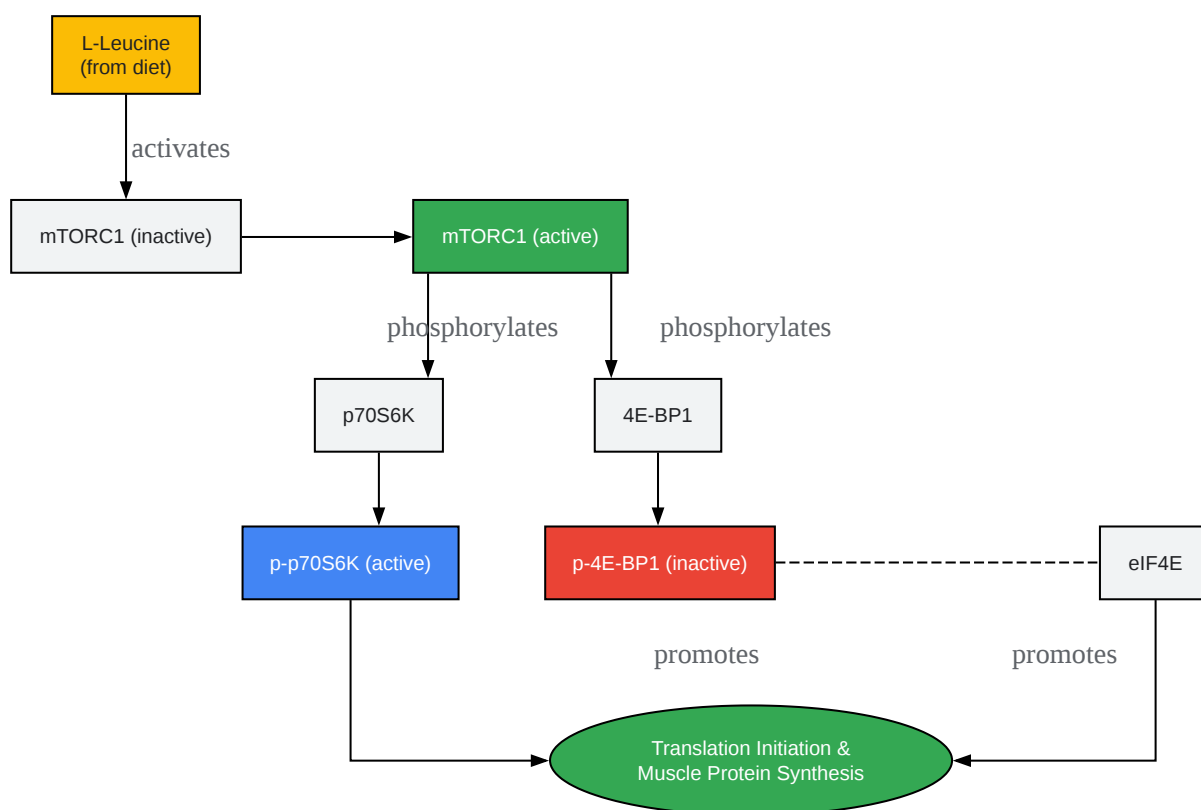 L-Leucine
(from diet)
activates
mTORC1 (inactive)
mTORC1 (active)
phosphorylates
phosphorylates
p70S6K
4E-BP1
p-p70S6K (active)
p-4E-BP1 (inactive)
eIF4E
promotes
promotes
Translation Initiation &
Muscle Protein Synthesis